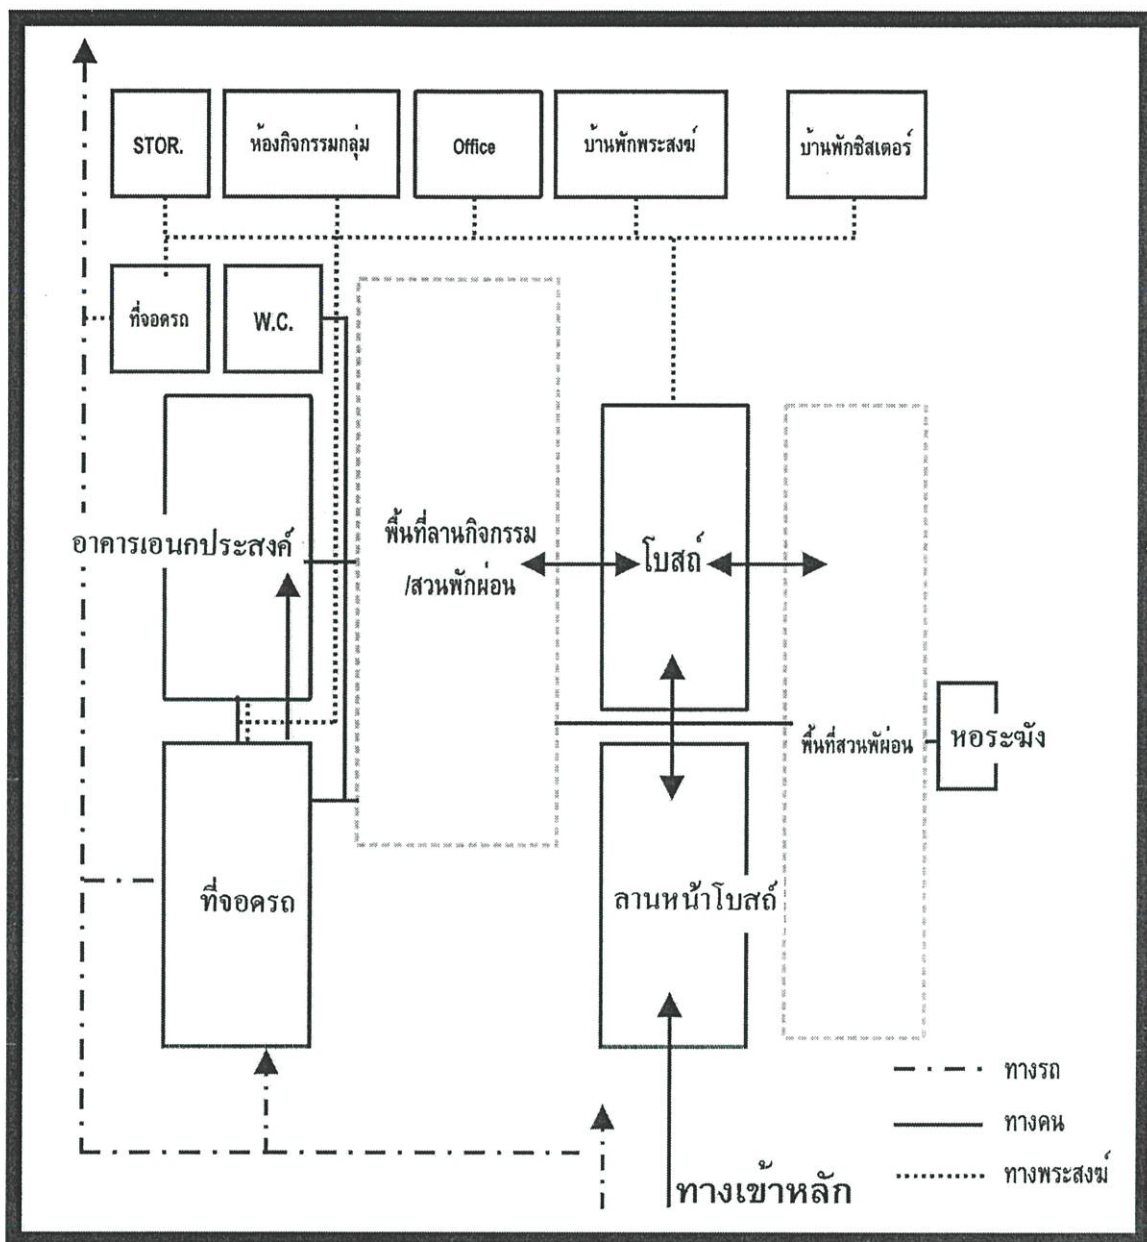 STOR.
ห้องกิจกรรมกลุ่ม
Office
บ้านพักพระสงฆ์
บ้านพักซิสเตอร์
ที่จอดรถ
W.C.
อาคารเอนกประสงค์
พื้นที่ลานกิจกรรม
/สวนพักผ่อน
โบสถ์
พื้นที่สวนพัผ่อน
หอระฆัง
ที่จอดรถ
ลานหน้าโบสถ์
ทางรถ
ทางคน
ทางพระสงฆ์
ทางเข้าหลัก